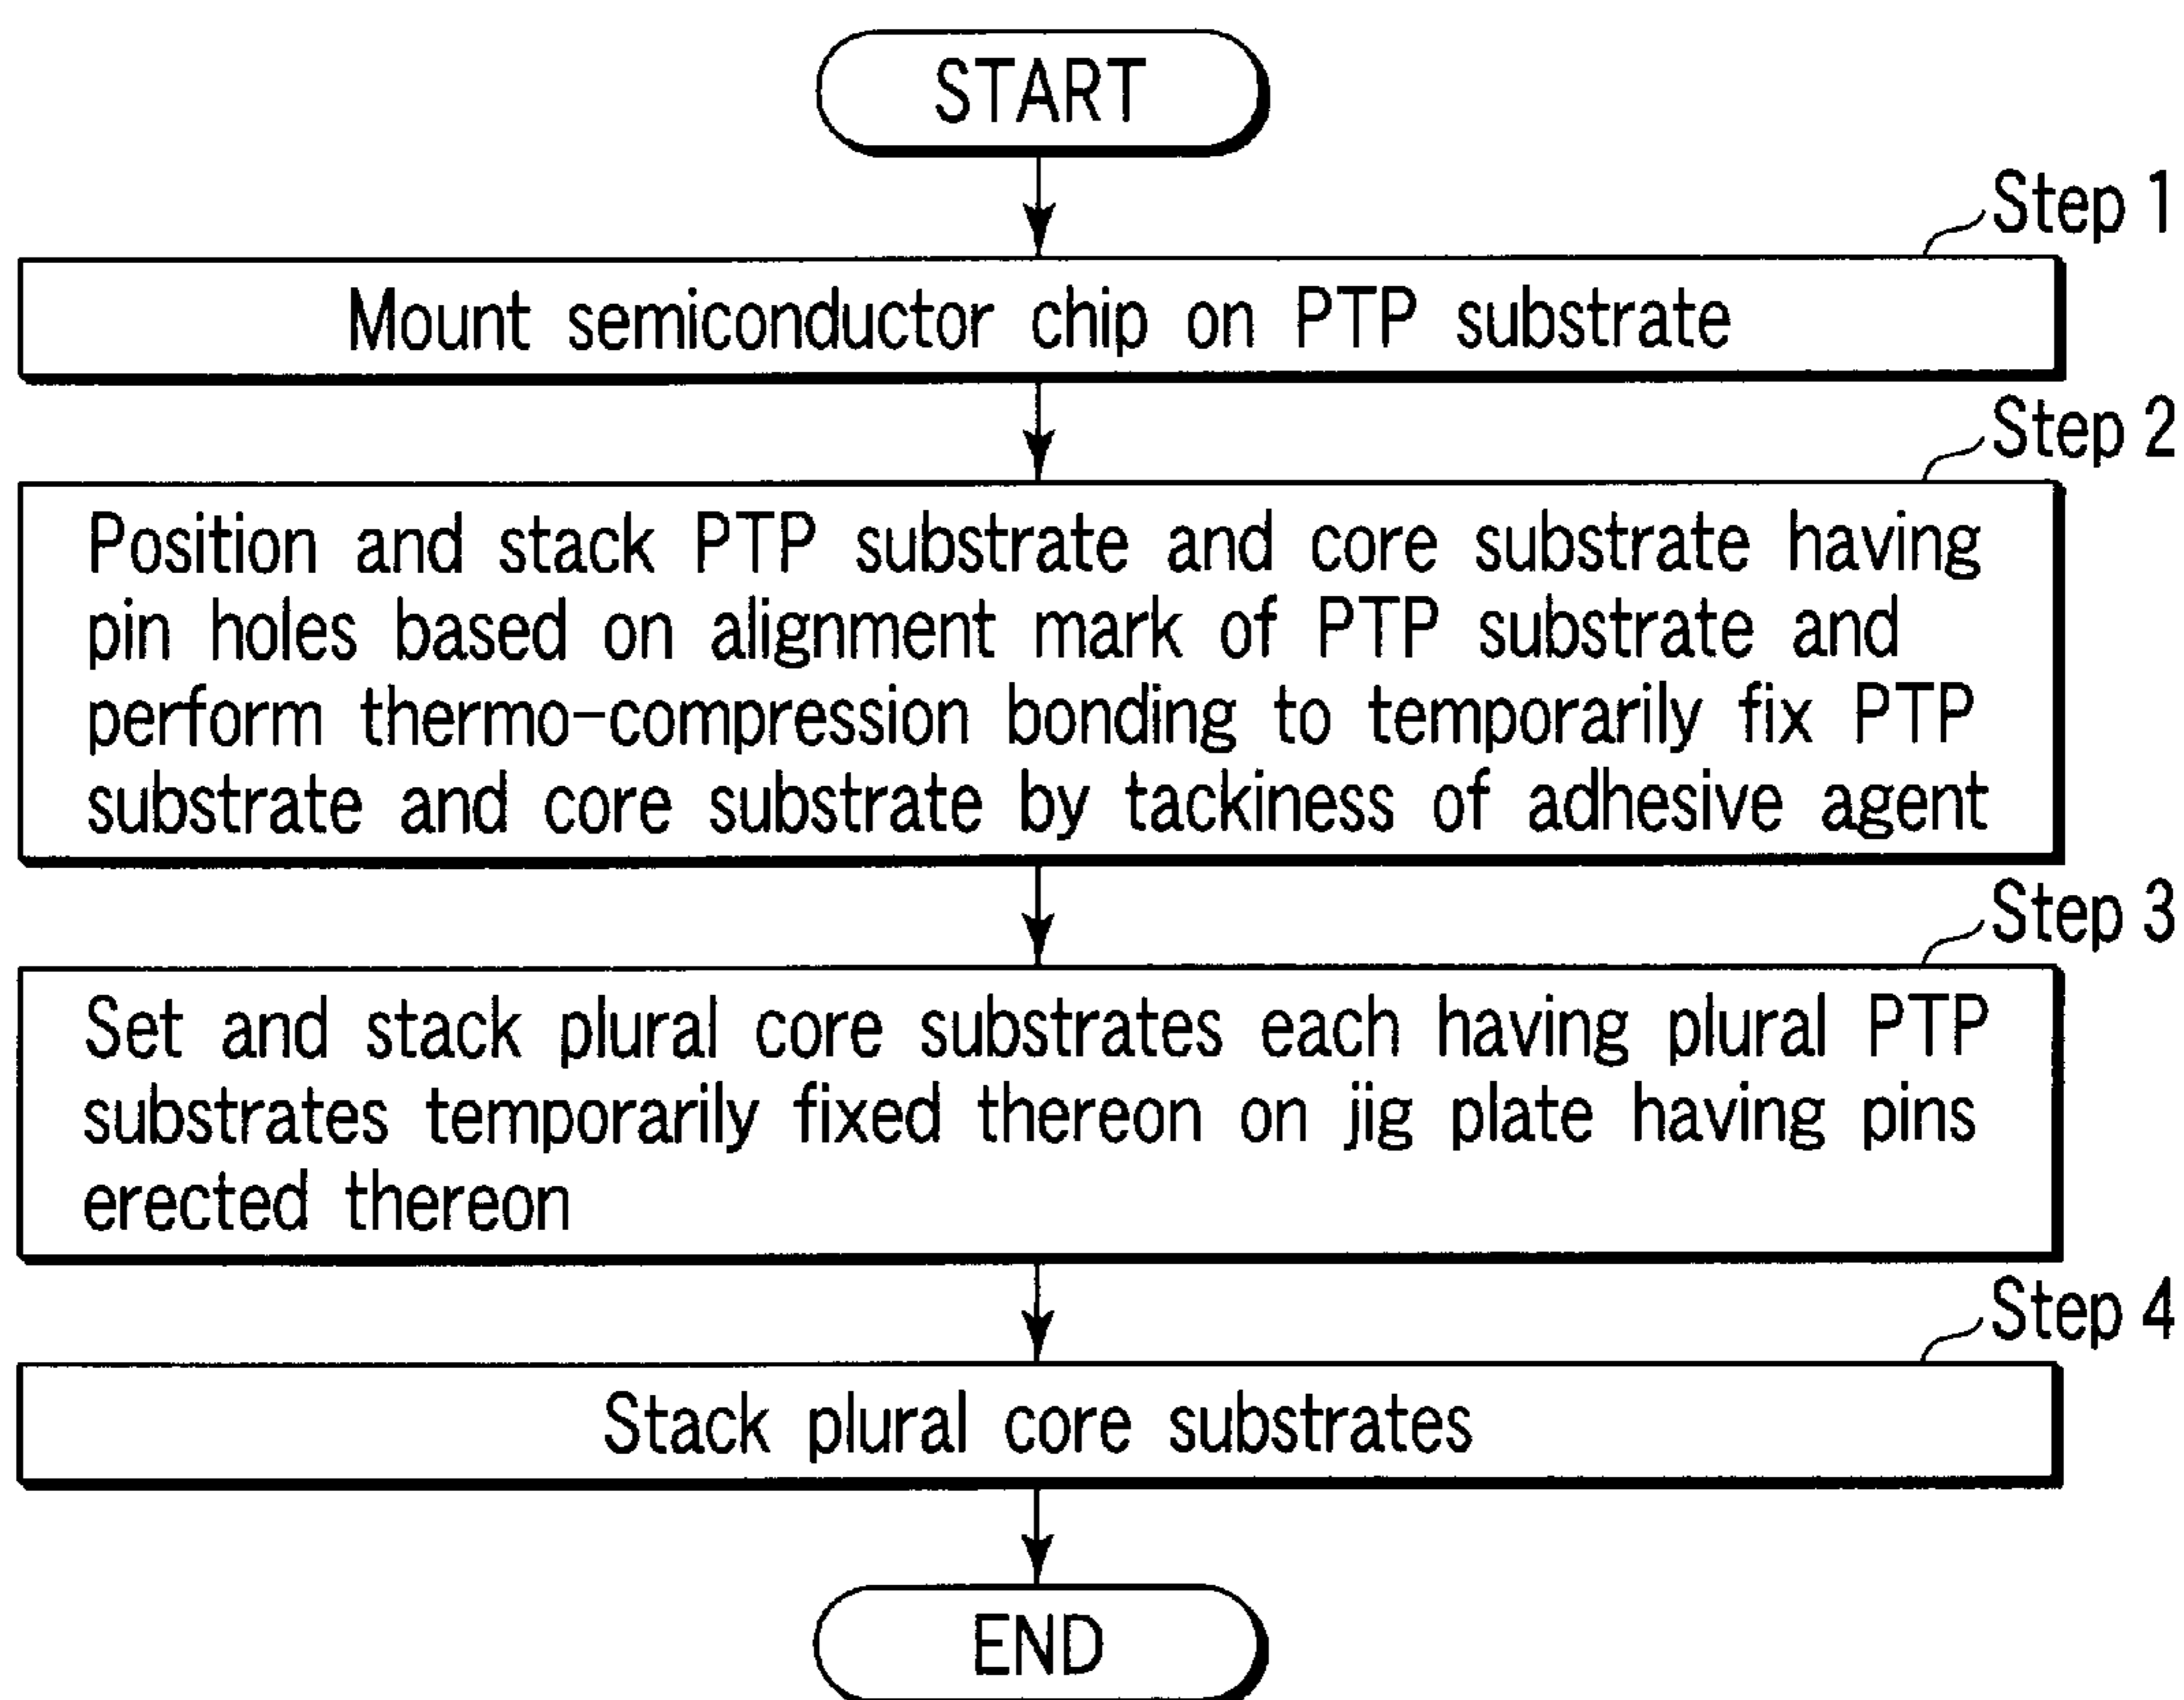 START
Step 1
Mount semiconductor chip on PTP substrate
Step 2
Position and stack PTP substrate and core substrate having
pin holes based on alignment mark of PTP substrate and
perform thermo-compression bonding to temporarily fix PTP
substrate and core substrate by tackiness of adhesive agent
Step 3
Set and stack plural core substrates each having plural PTP
substrates temporarily fixed thereon on jig plate having pins
erected thereon
Step 4
Stack plural core substrates
END